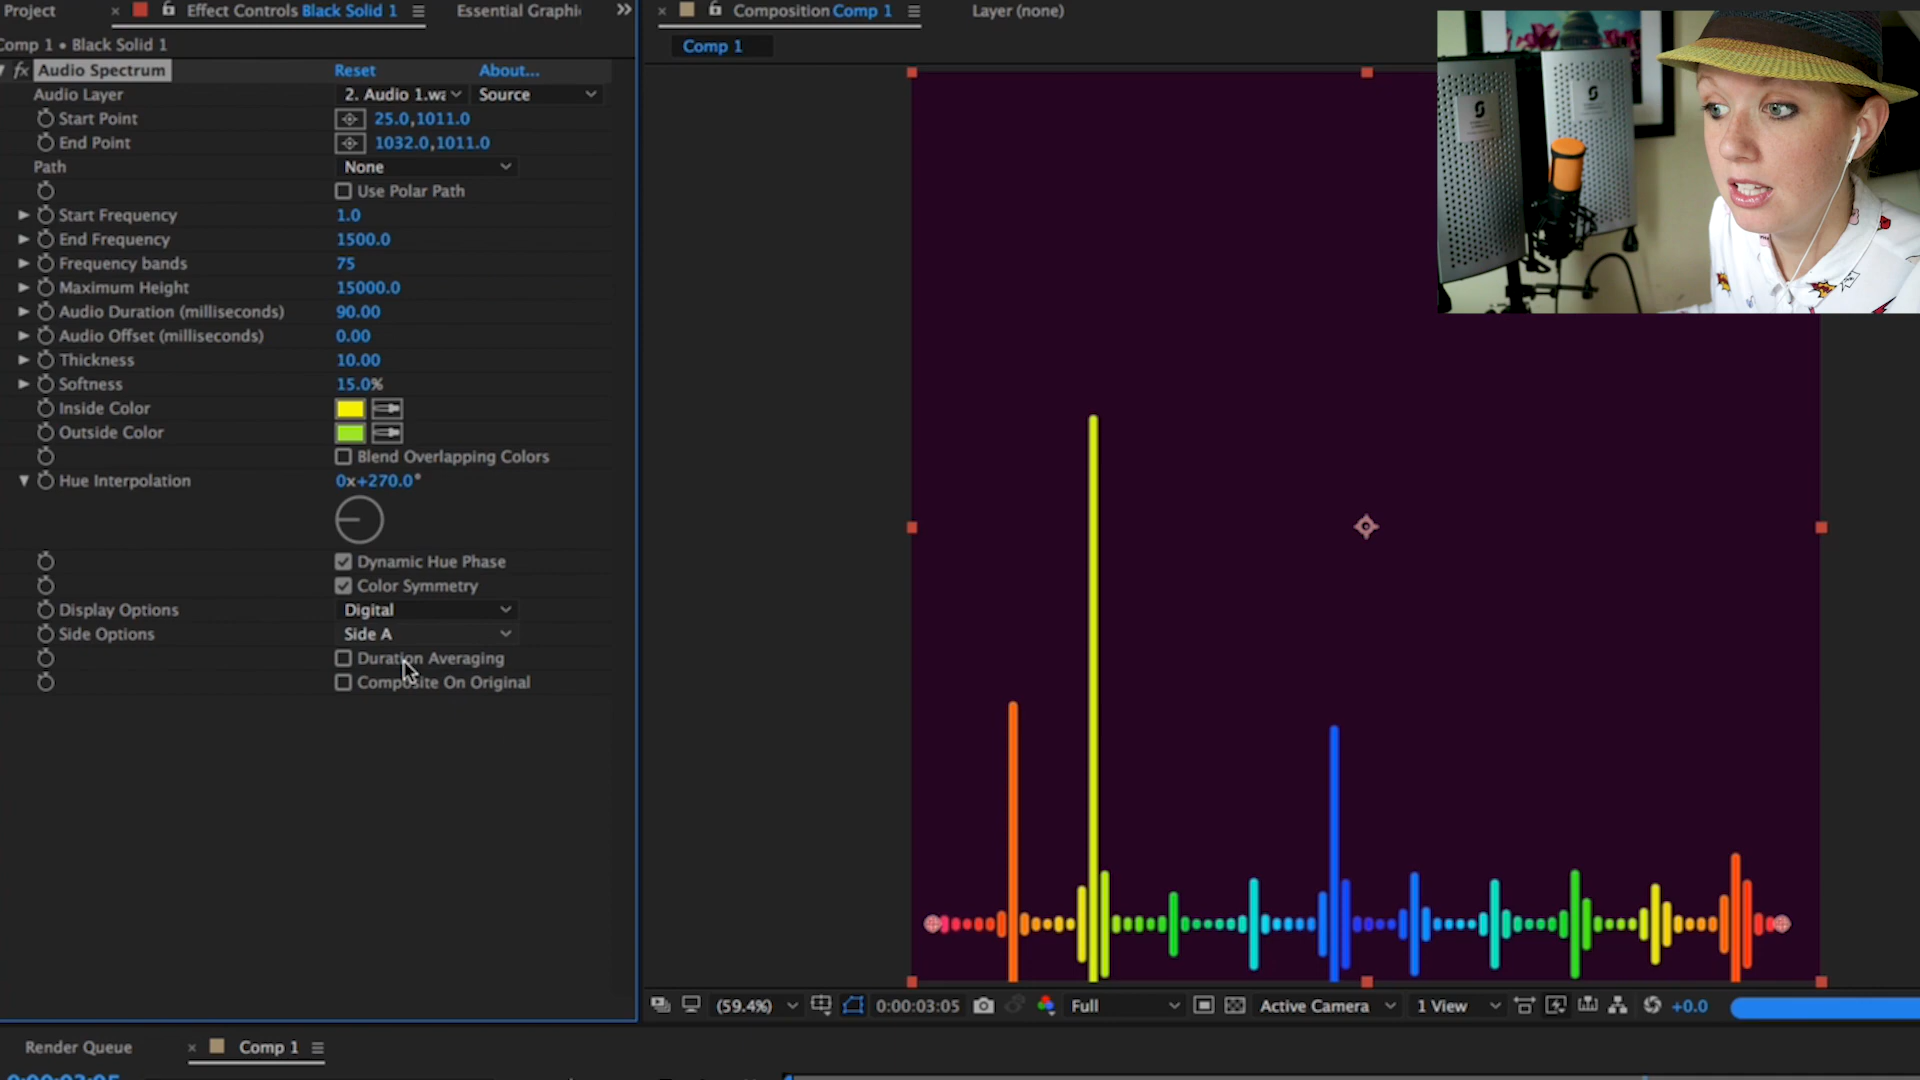 Project
Effect Controls Black Solid 1
Essential Graphi
Comp 1 • Black Solid 1
fx Audio Spectrum Reset About...
Audio Layer 2. Audio 1.wa Source
Start Point 25.0,1011.0
End Point 1032.0,1011.0
Path None
Use Polar Path
Start Frequency 1.0
End Frequency 1500.0
Frequency bands 75
Maximum Height 15000.0
Audio Duration (milliseconds) 90.00
Audio Offset (milliseconds) 0.00
Thickness 10.00
Softness 15.0%
Inside Color
Outside Color
Blend Overlapping Colors
Hue Interpolation 0x+270.0°
Dynamic Hue Phase
Color Symmetry
Display Options Digital
Side Options Side A
Duration Averaging
Composite On Original
Composition Comp 1
Layer (none)
Comp 1
(59.4%) 0:00:03:05 Full Active Camera 1 View +0.0
Render Queue
Comp 1
0:00:03:05